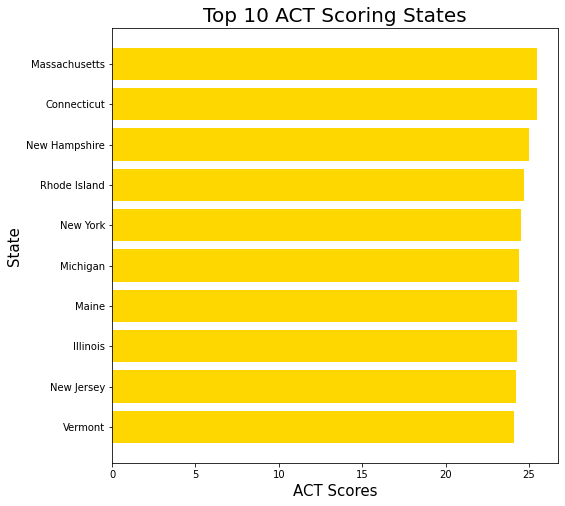 Top 10 ACT Scoring States
State
Massachusetts
Connecticut
New Hampshire
Rhode Island
New York
Michigan
Maine
Illinois
New Jersey
Vermont
0 5 10 15 20 25
ACT Scores